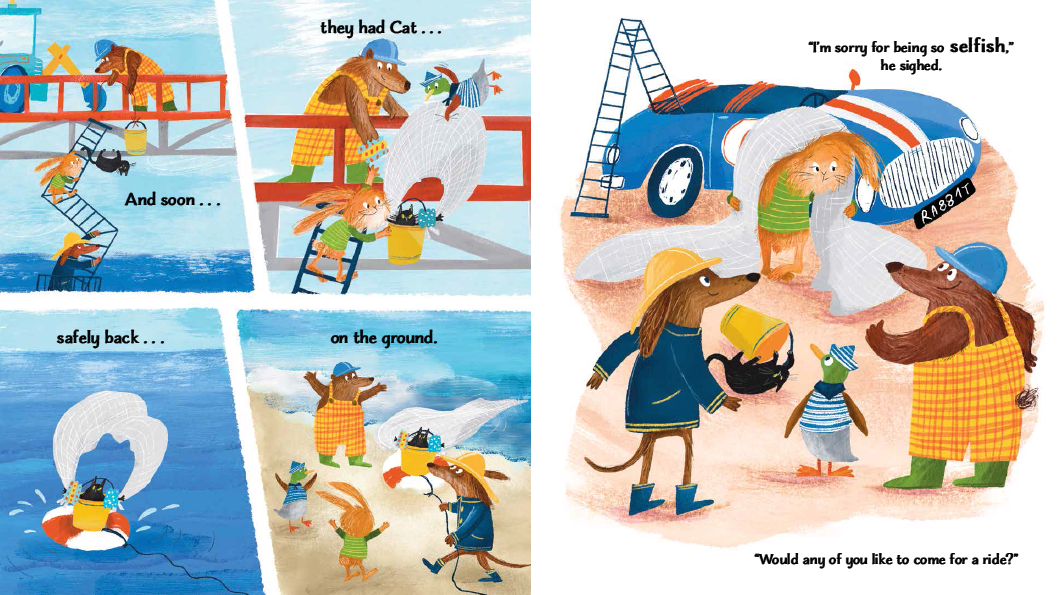 they had Cat . . .
And soon . . .
safely back . . .
on the ground.
“I’m sorry for being so selfish,”
he sighed.
RA881T
“Would any of you like to come for a ride?”